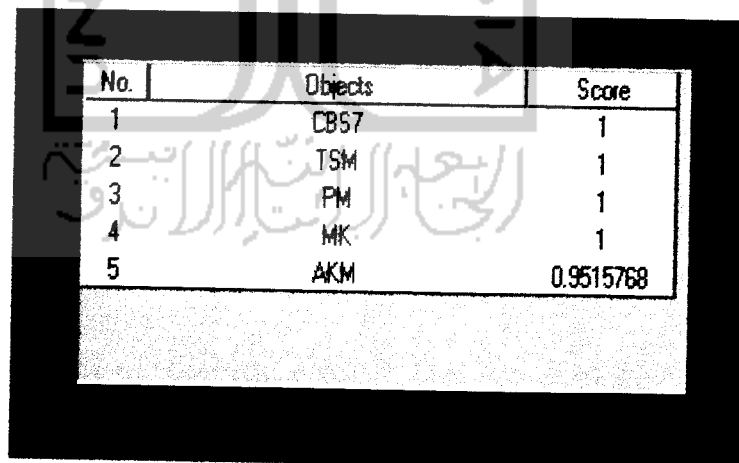 No. Objects Score
1 CBS7 1
2 TSM 1
3 PM 1
4 MK 1
5 AKM 0.9515768